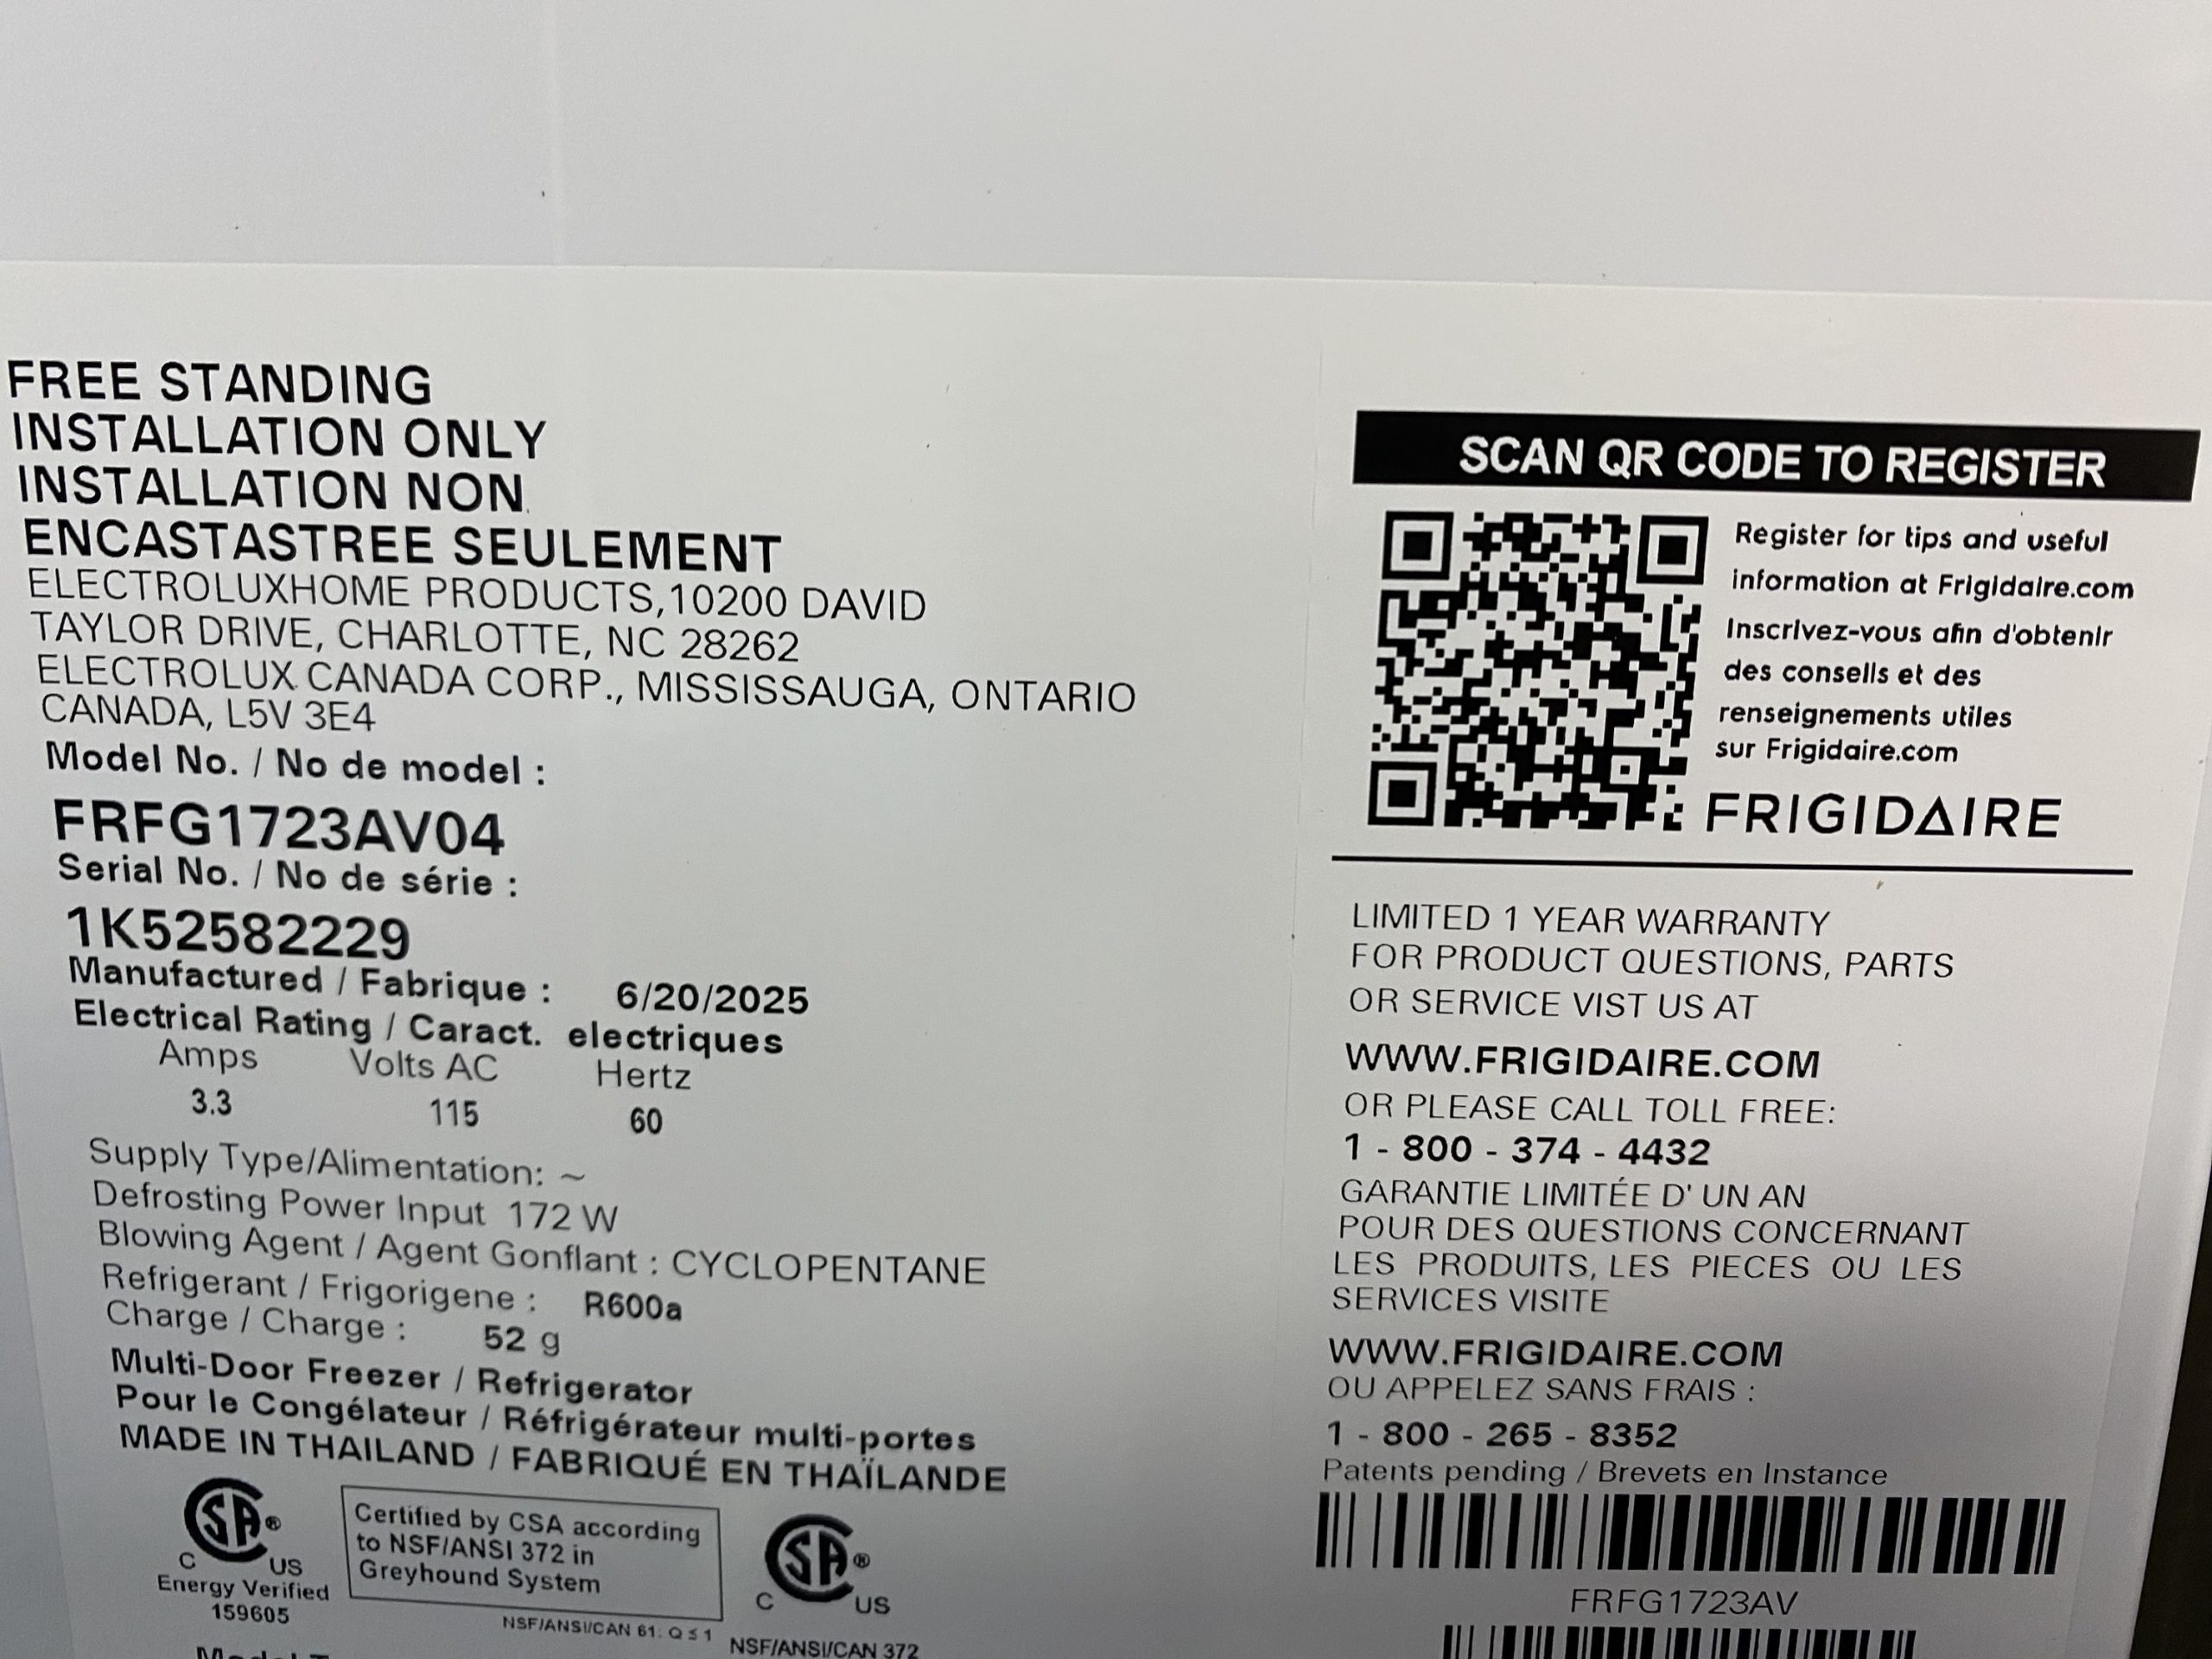 FREE STANDING
INSTALLATION ONLY
INSTALLATION NON
ENCASTASTREE SEULEMENT
ELECTROLUXHOME PRODUCTS,10200 DAVID
TAYLOR DRIVE, CHARLOTTE, NC 28262
ELECTROLUX CANADA CORP., MISSISSAUGA, ONTARIO
CANADA, L5V 3E4
Model No. / No de model :
FRFG1723AV04
Serial No. / No de série :
1K52582229
Manufactured / Fabrique : 6/20/2025
Electrical Rating / Caract. electriques
Amps Volts AC Hertz
3.3 115 60
Supply Type/Alimentation: ~
Defrosting Power Input 172 W
Blowing Agent / Agent Gonflant : CYCLOPENTANE
Refrigerant / Frigorigene : R600a
Charge / Charge : 52 g
Multi-Door Freezer / Refrigerator
Pour le Congélateur / Réfrigérateur multi-portes
MADE IN THAILAND / FABRIQUÉ EN THAÏLANDE
SA ®
C US
Energy Verified
159605
Certified by CSA according
to NSF/ANSI 372 in
Greyhound System
NSF/ANSI/CAN 61: Q ≤ 1
SA ®
C US
NSF/ANSI/CAN 372
SCAN QR CODE TO REGISTER
Register for tips and useful
information at Frigidaire.com
Inscrivez-vous afin d'obtenir
des conseils et des
renseignements utiles
sur Frigidaire.com
FRIGIDAIRE
LIMITED 1 YEAR WARRANTY
FOR PRODUCT QUESTIONS, PARTS
OR SERVICE VIST US AT
WWW.FRIGIDAIRE.COM
OR PLEASE CALL TOLL FREE:
1 - 800 - 374 - 4432
GARANTIE LIMITÉE D' UN AN
POUR DES QUESTIONS CONCERNANT
LES PRODUITS, LES PIECES OU LES
SERVICES VISITE
WWW.FRIGIDAIRE.COM
OU APPELEZ SANS FRAIS :
1 - 800 - 265 - 8352
Patents pending / Brevets en Instance
FRFG1723AV